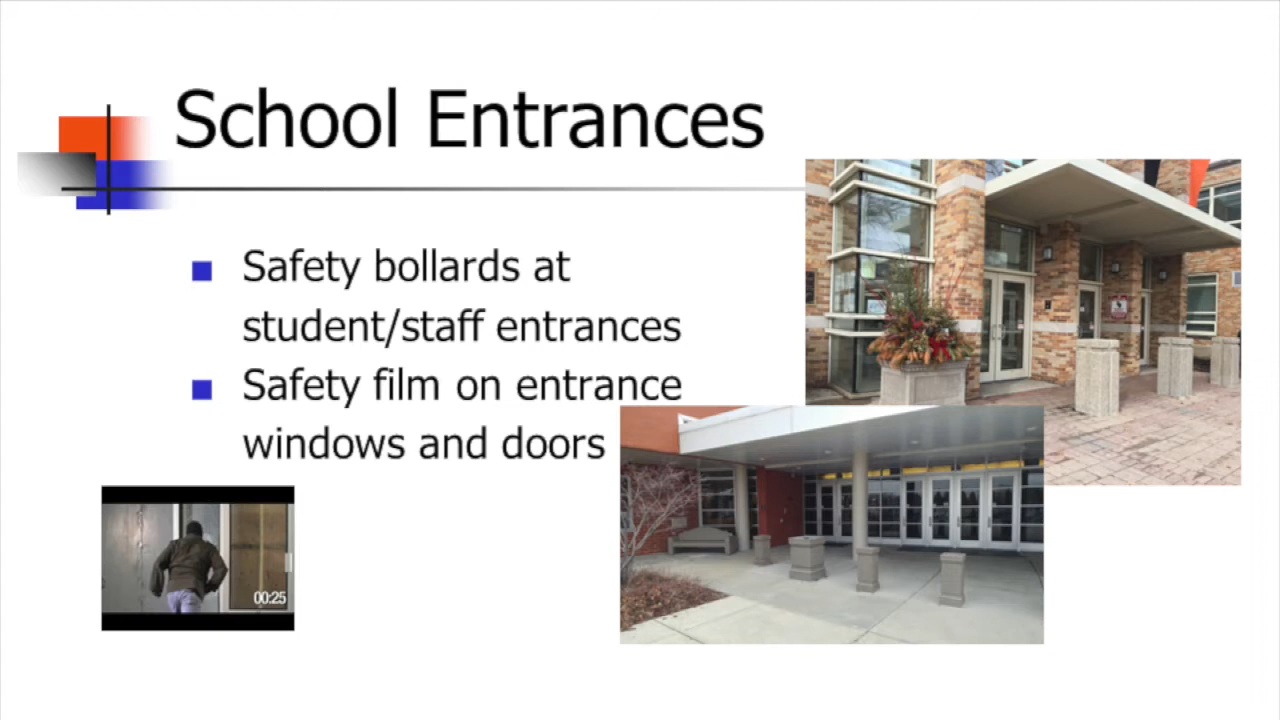 School Entrances
Safety bollards at
student/staff entrances
Safety film on entrance
windows and doors
00:25